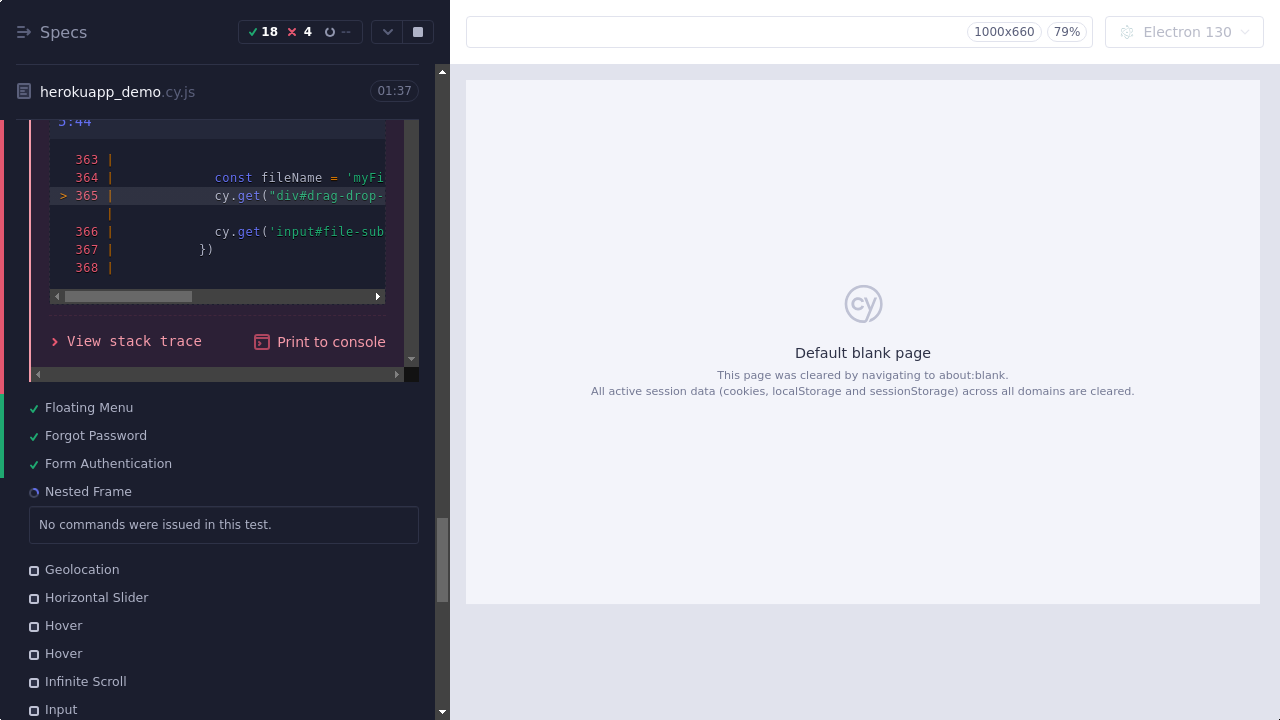 Specs
18 4 --
1000x660 79% Electron 130
herokuapp_demo.cy.js 01:37
5:44
363 |
364 | const fileName = 'myFi
> 365 | cy.get("div#drag-drop-
|
366 | cy.get('input#file-sub
367 | })
368 |
View stack trace Print to console
Floating Menu
Forgot Password
Form Authentication
Nested Frame
No commands were issued in this test.
Geolocation
Horizontal Slider
Hover
Hover
Infinite Scroll
Input
cy
Default blank page
This page was cleared by navigating to about:blank.
All active session data (cookies, localStorage and sessionStorage) across all domains are cleared.